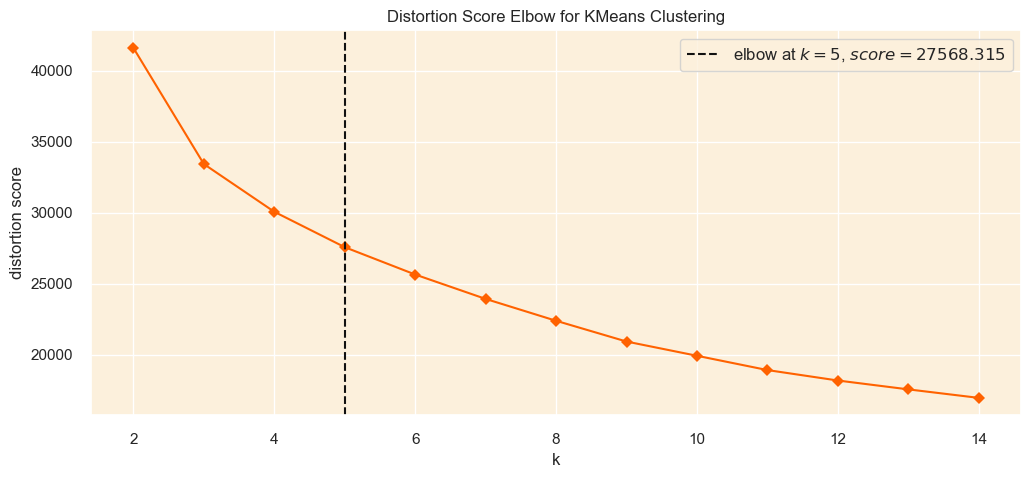 Distortion Score Elbow for KMeans Clustering
elbow at k = 5, score = 27568.315
40000
35000
30000
25000
20000
distortion score
2 4 6 8 10 12 14
k